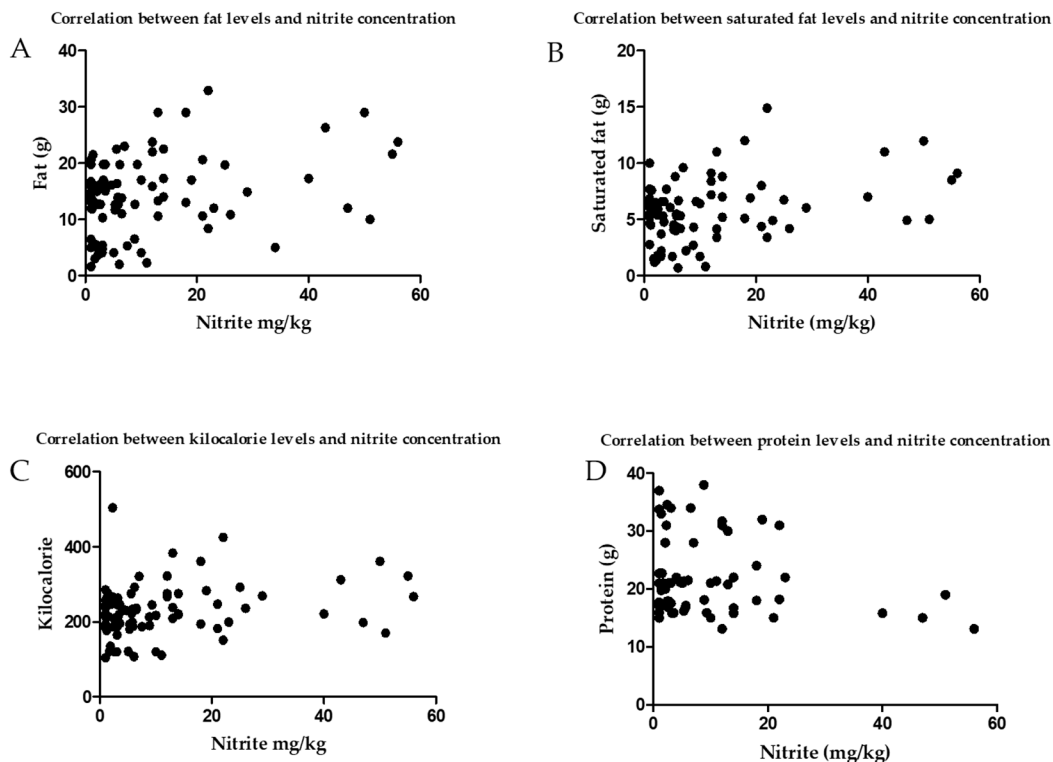 Correlation between fat levels and nitrite concentration
A
40
30
20
10
0
Fat (g)
0 20 40 60
Nitrite mg/kg
Correlation between saturated fat levels and nitrite concentration
B
20
15
10
5
0
Saturated fat (g)
0 20 40 60
Nitrite (mg/kg)
Correlation between kilocalorie levels and nitrite concentration
C
600
400
200
0
Kilocalorie
0 20 40 60
Nitrite mg/kg
Correlation between protein levels and nitrite concentration
D
40
30
20
10
0
Protein (g)
0 20 40 60
Nitrite (mg/kg)